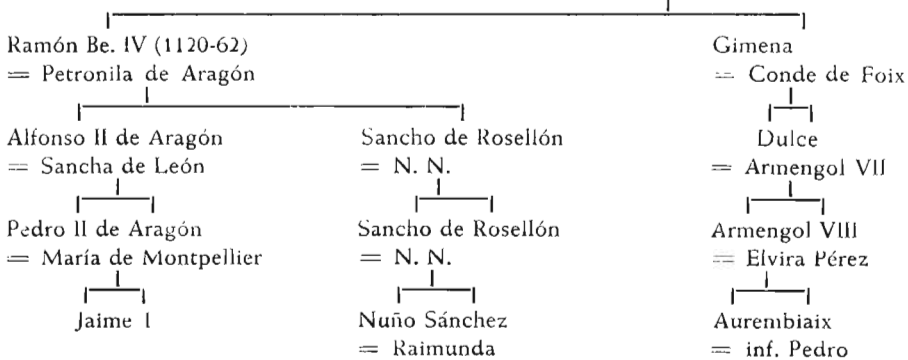 Ramón Be. IV (1120-62) Gimena
= Petronila de Aragón = Conde de Foix
Alfonso II de Aragón Sancho de Rosellón Dulce
= Sancha de León = N. N. = Armengol VII
Pedro II de Aragón Sancho de Rosellón Armengol VIII
= María de Montpellier = N. N. = Elvira Pérez
Jaime I Nuño Sánchez Aurembiaix
= Raimunda = inf. Pedro